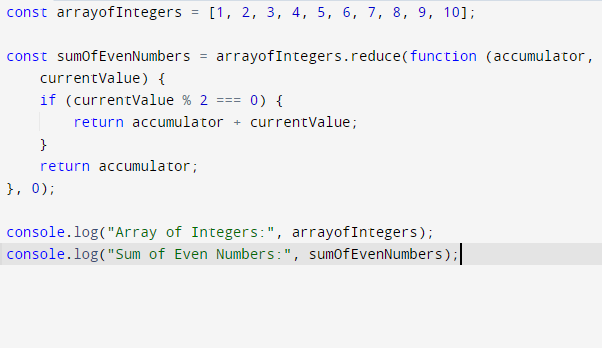 const arrayofIntegers = [1, 2, 3, 4, 5, 6, 7, 8, 9, 10];
const sumOfEvenNumbers = arrayofIntegers.reduce(function (accumulator,
currentValue) {
if (currentValue % 2 === 0) {
return accumulator + currentValue;
}
return accumulator;
}, 0);
console.log("Array of Integers:", arrayofIntegers);
console.log("Sum of Even Numbers:", sumOfEvenNumbers);